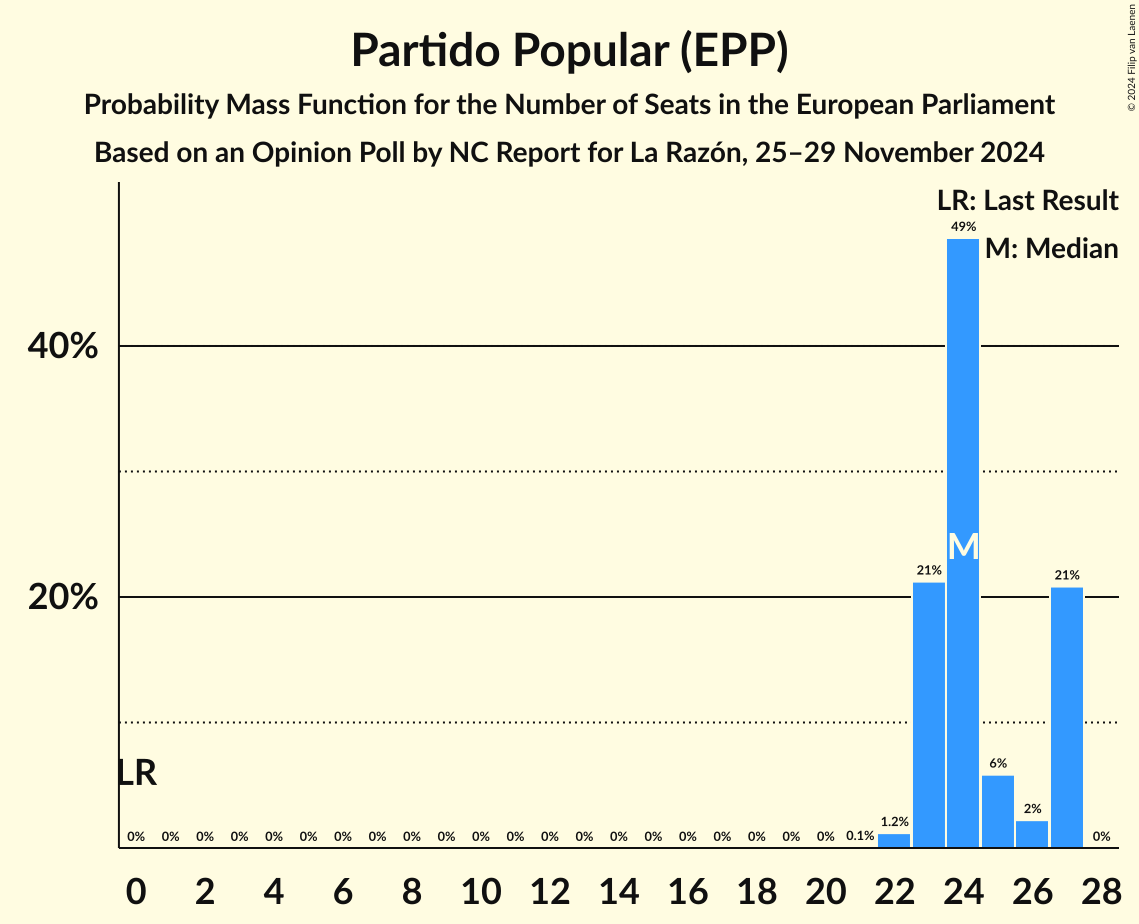 Partido Popular (EPP)
Probability Mass Function for the Number of Seats in the European Parliament
Based on an Opinion Poll by NC Report for La Razón, 25–29 November 2024
© 2024 Filip van Laenen
LR: Last Result
M: Median
49%
40%
M
21% 21%
20%
LR
6%
2%
1.2%
0% 0% 0% 0% 0% 0% 0% 0% 0% 0% 0% 0% 0% 0% 0% 0% 0% 0% 0% 0% 0% 0.1% 0%
0 2 4 6 8 10 12 14 16 18 20 22 24 26 28